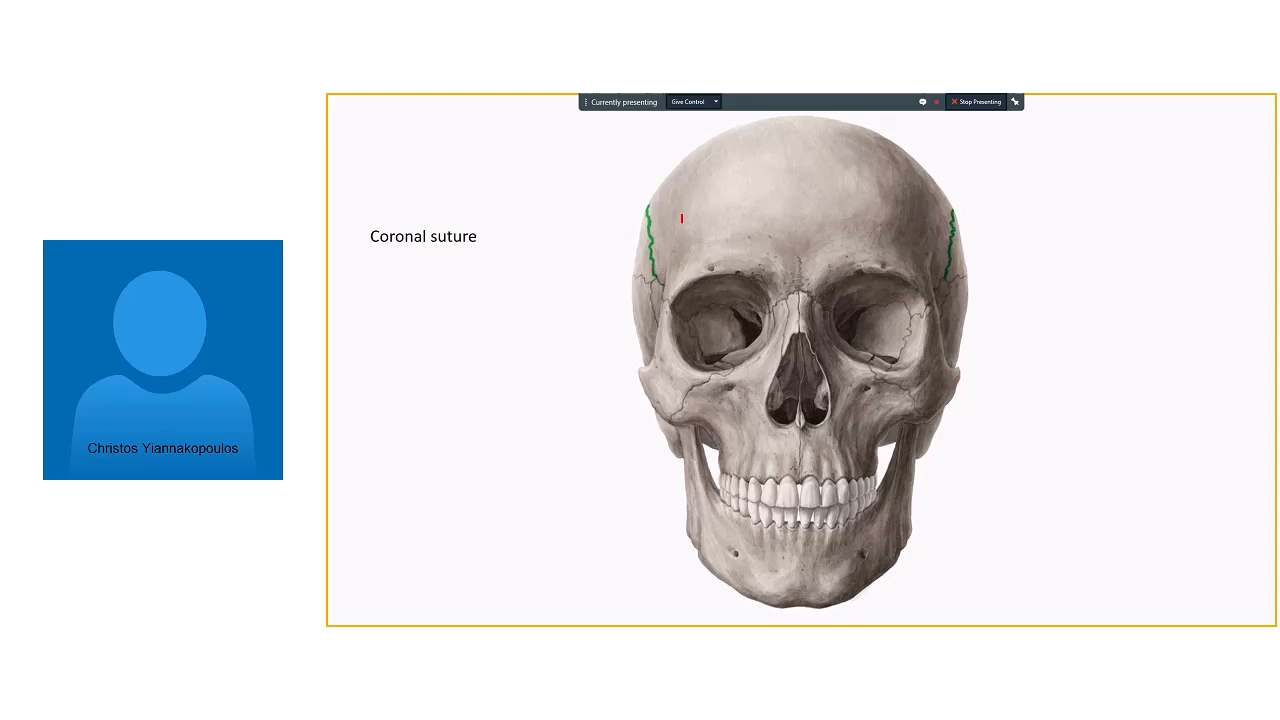 Currently presenting
Give Control
Stop Presenting
Coronal suture
Christos Yiannakopoulos